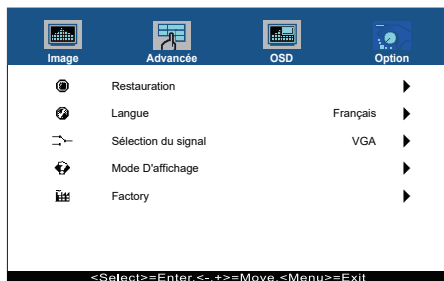 Image Advancée OSD Option
Restauration
Langue Français
Sélection du signal VGA
Mode D'affichage
Factory
<Select>=Enter,<-,+>=Move,<Menu>=Exit